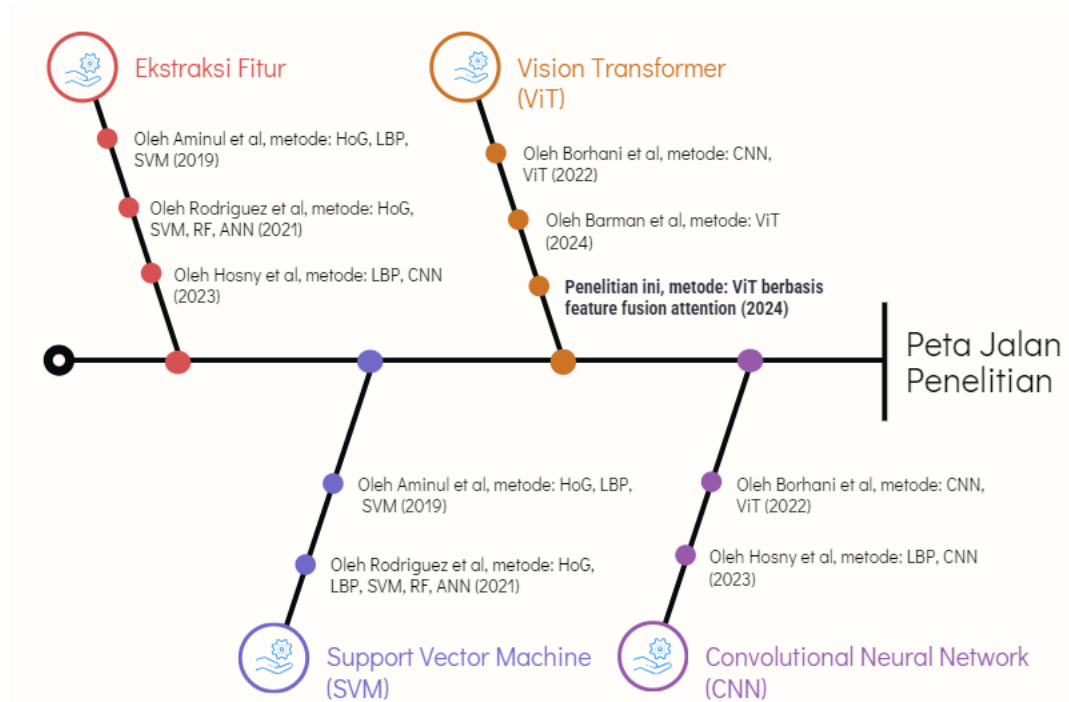 Ekstraksi Fitur
Oleh Aminul et al, metode: HoG, LBP,
SVM (2019)
Oleh Rodriguez et al, metode: HoG,
SVM, RF, ANN (2021)
Oleh Hosny et al, metode: LBP, CNN
(2023)
Vision Transformer
(ViT)
Oleh Borhani et al, metode: CNN,
ViT (2022)
Oleh Barman et al, metode: ViT
(2024)
Penelitian ini, metode: ViT berbasis
feature fusion attention (2024)
Peta Jalan
Penelitian
Oleh Aminul et al, metode: HoG, LBP,
SVM (2019)
Oleh Rodriguez et al, metode: HoG,
LBP, SVM, RF, ANN (2021)
Support Vector Machine
(SVM)
Oleh Borhani et al, metode: CNN,
ViT (2022)
Oleh Hosny et al, metode: LBP, CNN
(2023)
Convolutional Neural Network
(CNN)